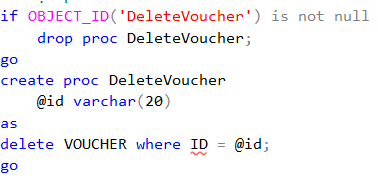 if OBJECT_ID('DeleteVoucher') is not null
    drop proc DeleteVoucher;
go
create proc DeleteVoucher
    @id varchar(20)
as
delete VOUCHER where ID = @id;
go